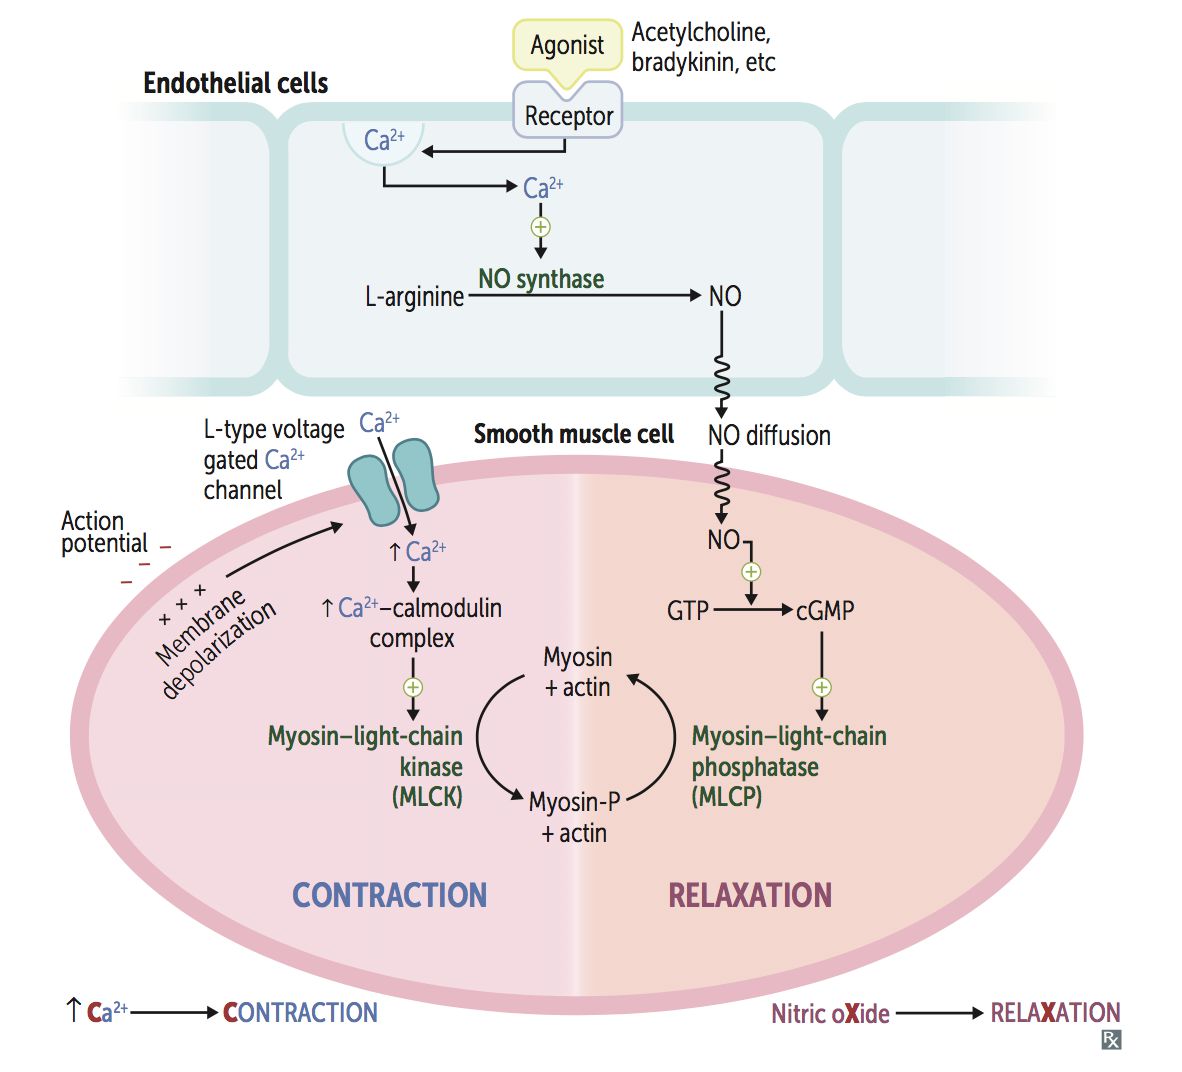 Agonist
Acetylcholine,
bradykinin, etc
Endothelial cells
Receptor
Ca²⁺
Ca²⁺
+
NO synthase
L-arginine
NO
L-type voltage
gated Ca²⁺
channel
Ca²⁺
Smooth muscle cell
NO diffusion
Action
potential
– – –
+ + +
Membrane
depolarization
↑ Ca²⁺
↑ Ca²⁺–calmodulin
complex
+
Myosin–light-chain
kinase
(MLCK)
Myosin
+ actin
Myosin-P
+ actin
NO
+
GTP
cGMP
+
Myosin–light-chain
phosphatase
(MLCP)
CONTRACTION
RELAXATION
↑ Ca²⁺ → CONTRACTION
Nitric oXide → RELAXATION
Rx